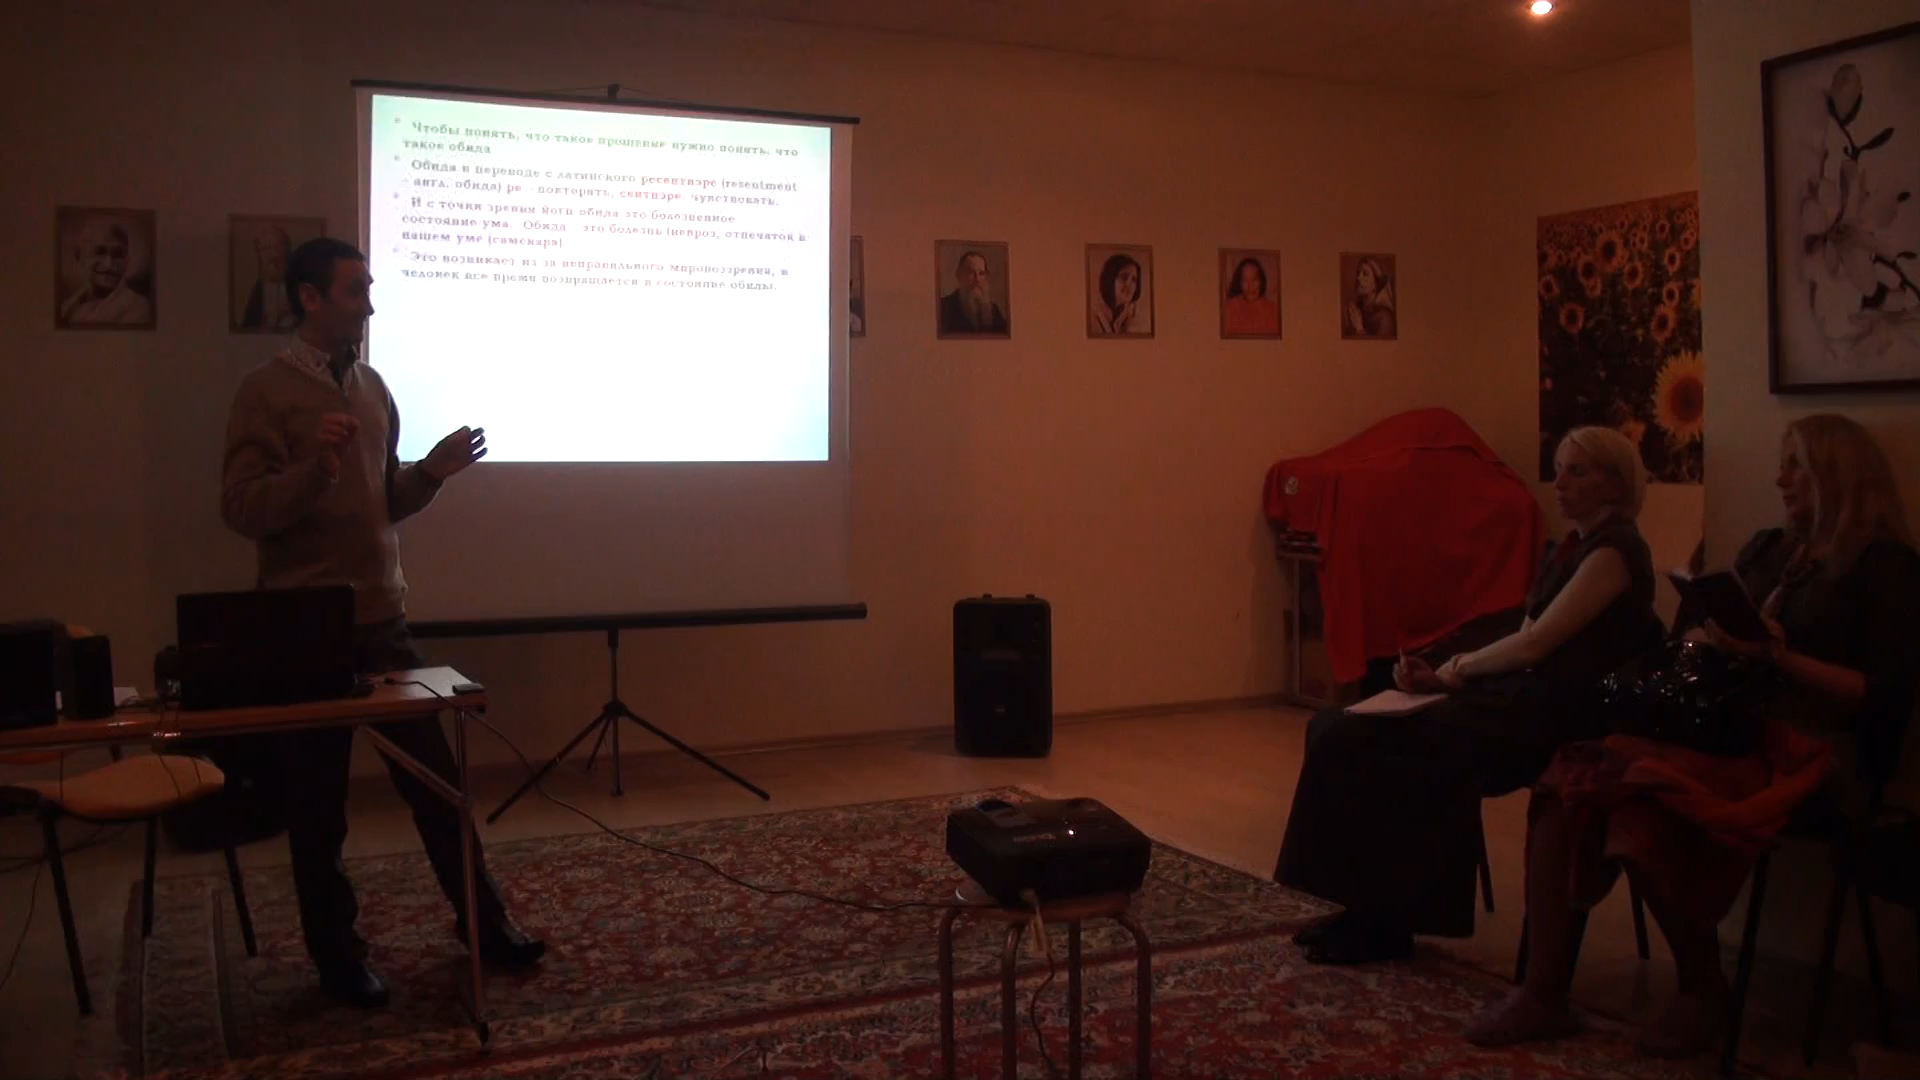 Чтобы понять, что такое прощение нужно понять, что
такое обида
Обида в переводе с латинского ресентиэре (resentment
- англ. обида) ре - повторять, сентиэре чувствовать.
И с точки зрения йоги обида это болезненное
состояние ума. Обида - это болезнь (невроз, отпечаток в
нашем уме (самскара)
Это возникает из за неправильного мировоззрения, и
человек все время возвращается в состояние обиды.